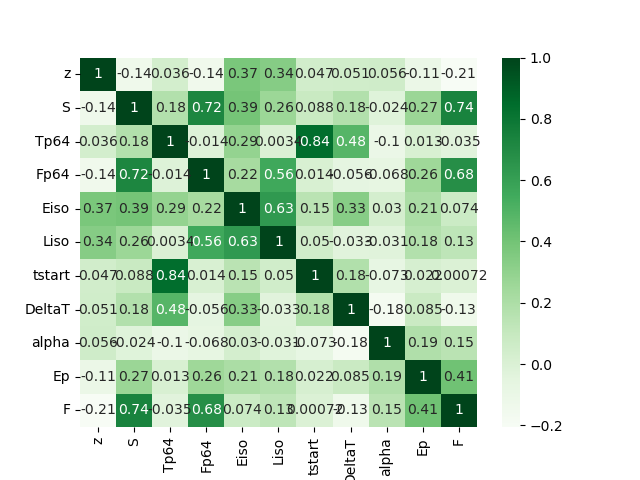 z 1 -0.14 0.036 -0.14 0.37 0.34 0.047 0.051 0.056 -0.11 -0.21
S -0.14 1 0.18 0.72 0.39 0.26 0.088 0.18 -0.024 0.27 0.74
Tp64 0.036 0.18 1 -0.014 0.29 0.0034 0.84 0.48 -0.1 0.013 -0.035
Fp64 -0.14 0.72 -0.014 1 0.22 0.56 0.014 -0.056 -0.068 0.26 0.68
Eiso 0.37 0.39 0.29 0.22 1 0.63 0.15 0.33 0.03 0.21 0.074
Liso 0.34 0.26 0.0034 0.56 0.63 1 0.05 -0.033 -0.031 0.18 0.13
tstart 0.047 0.088 0.84 0.014 0.15 0.05 1 0.18 -0.073 0.022 0.00072
DeltaT 0.051 0.18 0.48 -0.056 0.33 -0.033 0.18 1 -0.18 0.085 -0.13
alpha 0.056 -0.024 -0.1 -0.068 0.03 -0.031 -0.073 -0.18 1 0.19 0.15
Ep -0.11 0.27 0.013 0.26 0.21 0.18 0.022 0.085 0.19 1 0.41
F -0.21 0.74 -0.035 0.68 0.074 0.13 0.00072 -0.13 0.15 0.41 1
z S Tp64 Fp64 Eiso Liso tstart DeltaT alpha Ep F
1.0
0.8
0.6
0.4
0.2
0.0
−0.2